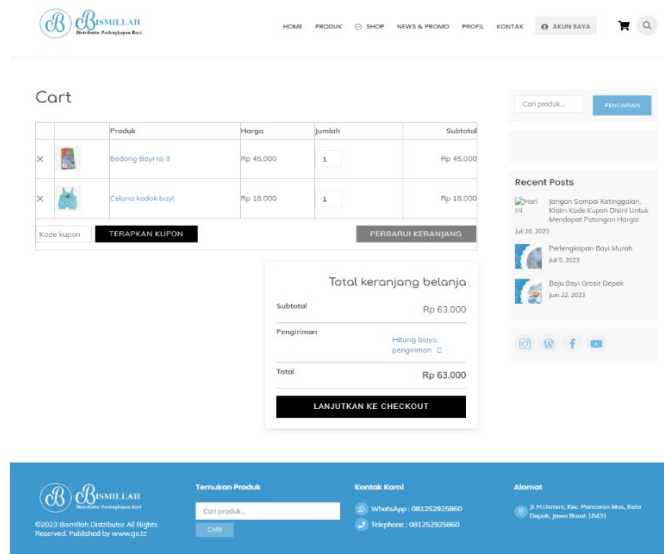 BISMILLAH
Distributor Perlengkapan Bayi
HOME PRODUK SHOP NEWS & PROMO PROFIL KONTAK AKUN SAYA
Cart
Produk Harga Jumlah Subtotal
Bedong Bayi isi 3 Rp 45.000 1 Rp 45.000
Celana kodok bayi Rp 18.000 1 Rp 18.000
Kode kupon TERAPKAN KUPON PERBARUI KERANJANG
Total keranjang belanja
Subtotal Rp 63.000
Pengiriman
Hitung biaya
pengiriman
Total Rp 63.000
LANJUTKAN KE CHECKOUT
Cari produk... PENCARIAN
Recent Posts
Hari
ini
Jangan Sampai Ketinggalan,
Klaim Kode Kupon Disini Untuk
Mendapat Potongan Harga!
Juli 10, 2023
Perlengkapan Bayi Murah
Juli 5, 2023
Baju Bayi Grosir Depok
Juni 22, 2023
BISMILLAH
Distributor Perlengkapan Bayi
©2023 Bismillah Distributor All Rights
Reserved. Published by www.ge.tc
Temukan Produk
Cari produk...
CARI
Kontak Kami
WhatsApp : 081252925860
Telephone : 081252925860
Alamat
Jl. H.Usman, Kec. Pancoran Mas, Kota
Depok, Jawa Barat 16431